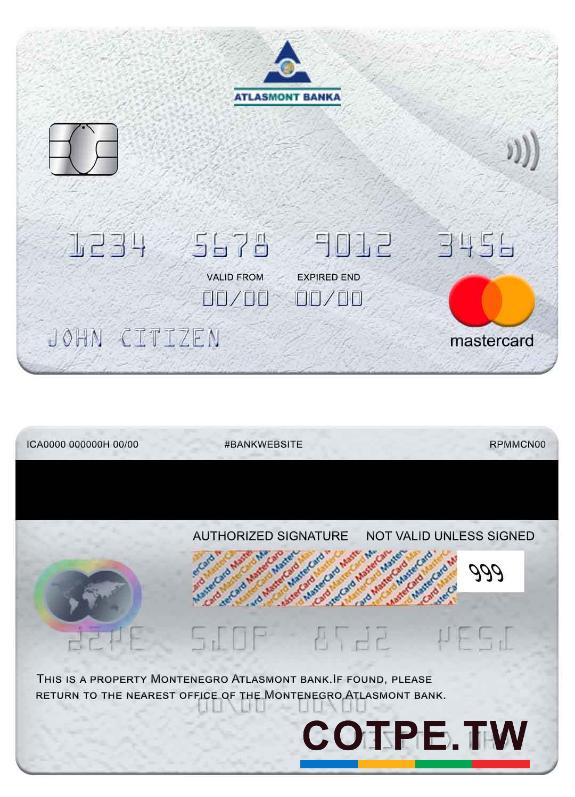 ATLASMONT BANKA
1234 5678 9012 3456
VALID FROM EXPIRED END
00/00 00/00
JOHN CITIZEN
mastercard
ICA0000 000000H 00/00 #BANKWEBSITE RPMMCN00
AUTHORIZED SIGNATURE NOT VALID UNLESS SIGNED
MasterCard MasterCard MasterCard
999
THIS IS A PROPERTY MONTENEGRO ATLASMONT BANK.IF FOUND, PLEASE
RETURN TO THE NEAREST OFFICE OF THE MONTENEGRO ATLASMONT BANK.
COTPE.TW